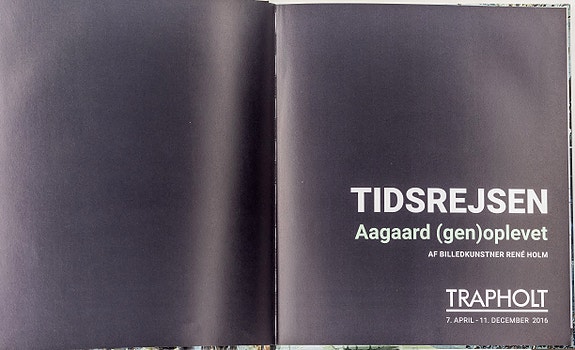 TIDSREJSEN
Aagaard (gen)oplevet
AF BILLEDKUNSTNER RENÉ HOLM
TRAPHOLT
7. APRIL - 11. DECEMBER 2016